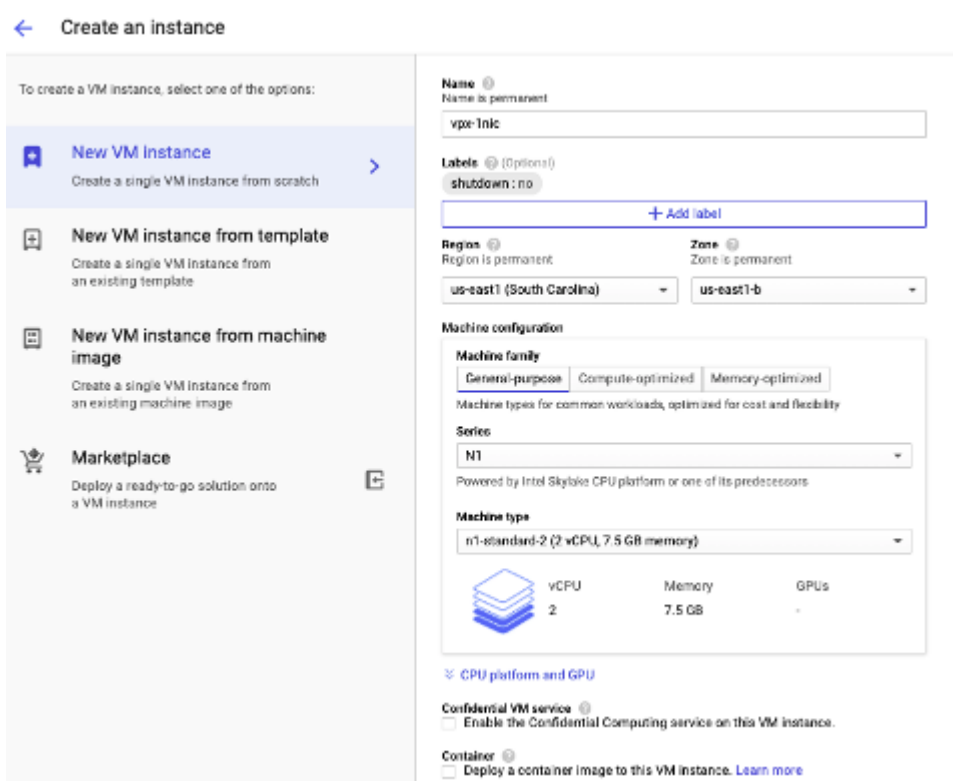 Create an instance
To create a VM instance, select one of the options:
New VM instance
Create a single VM instance from scratch
New VM instance from template
Create a single VM instance from
an existing template
New VM instance from machine
image
Create a single VM instance from
an existing machine image
Marketplace
Deploy a ready-to-go solution onto
a VM instance
Name
Name is permanent
vpx-1nic
Labels (Optional)
shutdown : no
+ Add label
Region
Region is permanent
us-east1 (South Carolina)
Zone
Zone is permanent
us-east1-b
Machine configuration
Machine family
General-purpose Compute-optimized Memory-optimized
Machine types for common workloads, optimized for cost and flexibility
Series
N1
Powered by Intel Skylake CPU platform or one of its predecessors
Machine type
n1-standard-2 (2 vCPU, 7.5 GB memory)
vCPU Memory GPUs
2 7.5 GB -
CPU platform and GPU
Confidential VM service
Enable the Confidential Computing service on this VM instance.
Container
Deploy a container image to this VM instance. Learn more